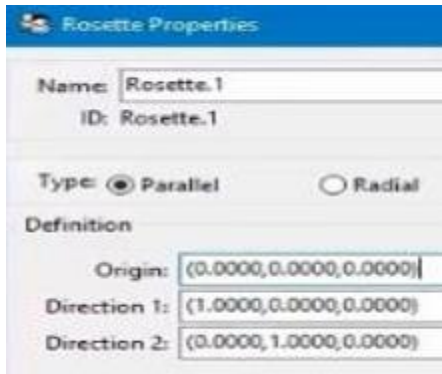 Rosette Properties
Name: Rosette.1
ID: Rosette.1
Type: Parallel Radial
Definition
Origin: (0.0000,0.0000,0.0000)
Direction 1: (1.0000,0.0000,0.0000)
Direction 2: (0.0000,1.0000,0.0000)